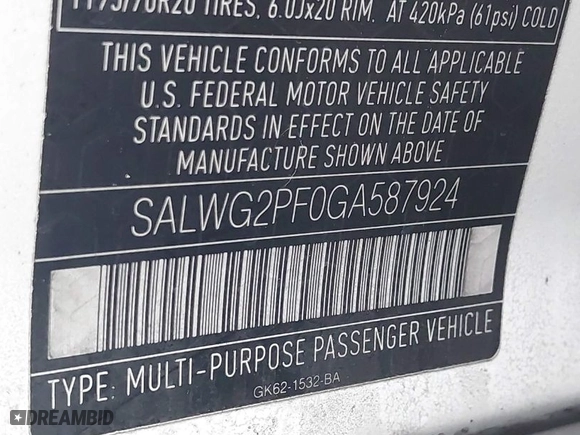 TIRES, 6.0Jx20 RIM. AT 420kPa (61psi) COLD
THIS VEHICLE CONFORMS TO ALL APPLICABLE
U.S. FEDERAL MOTOR VEHICLE SAFETY
STANDARDS IN EFFECT ON THE DATE OF
MANUFACTURE SHOWN ABOVE
SALWG2PF0GA587924
TYPE: MULTI-PURPOSE PASSENGER VEHICLE
GK62-1532-BA
DREAMBID